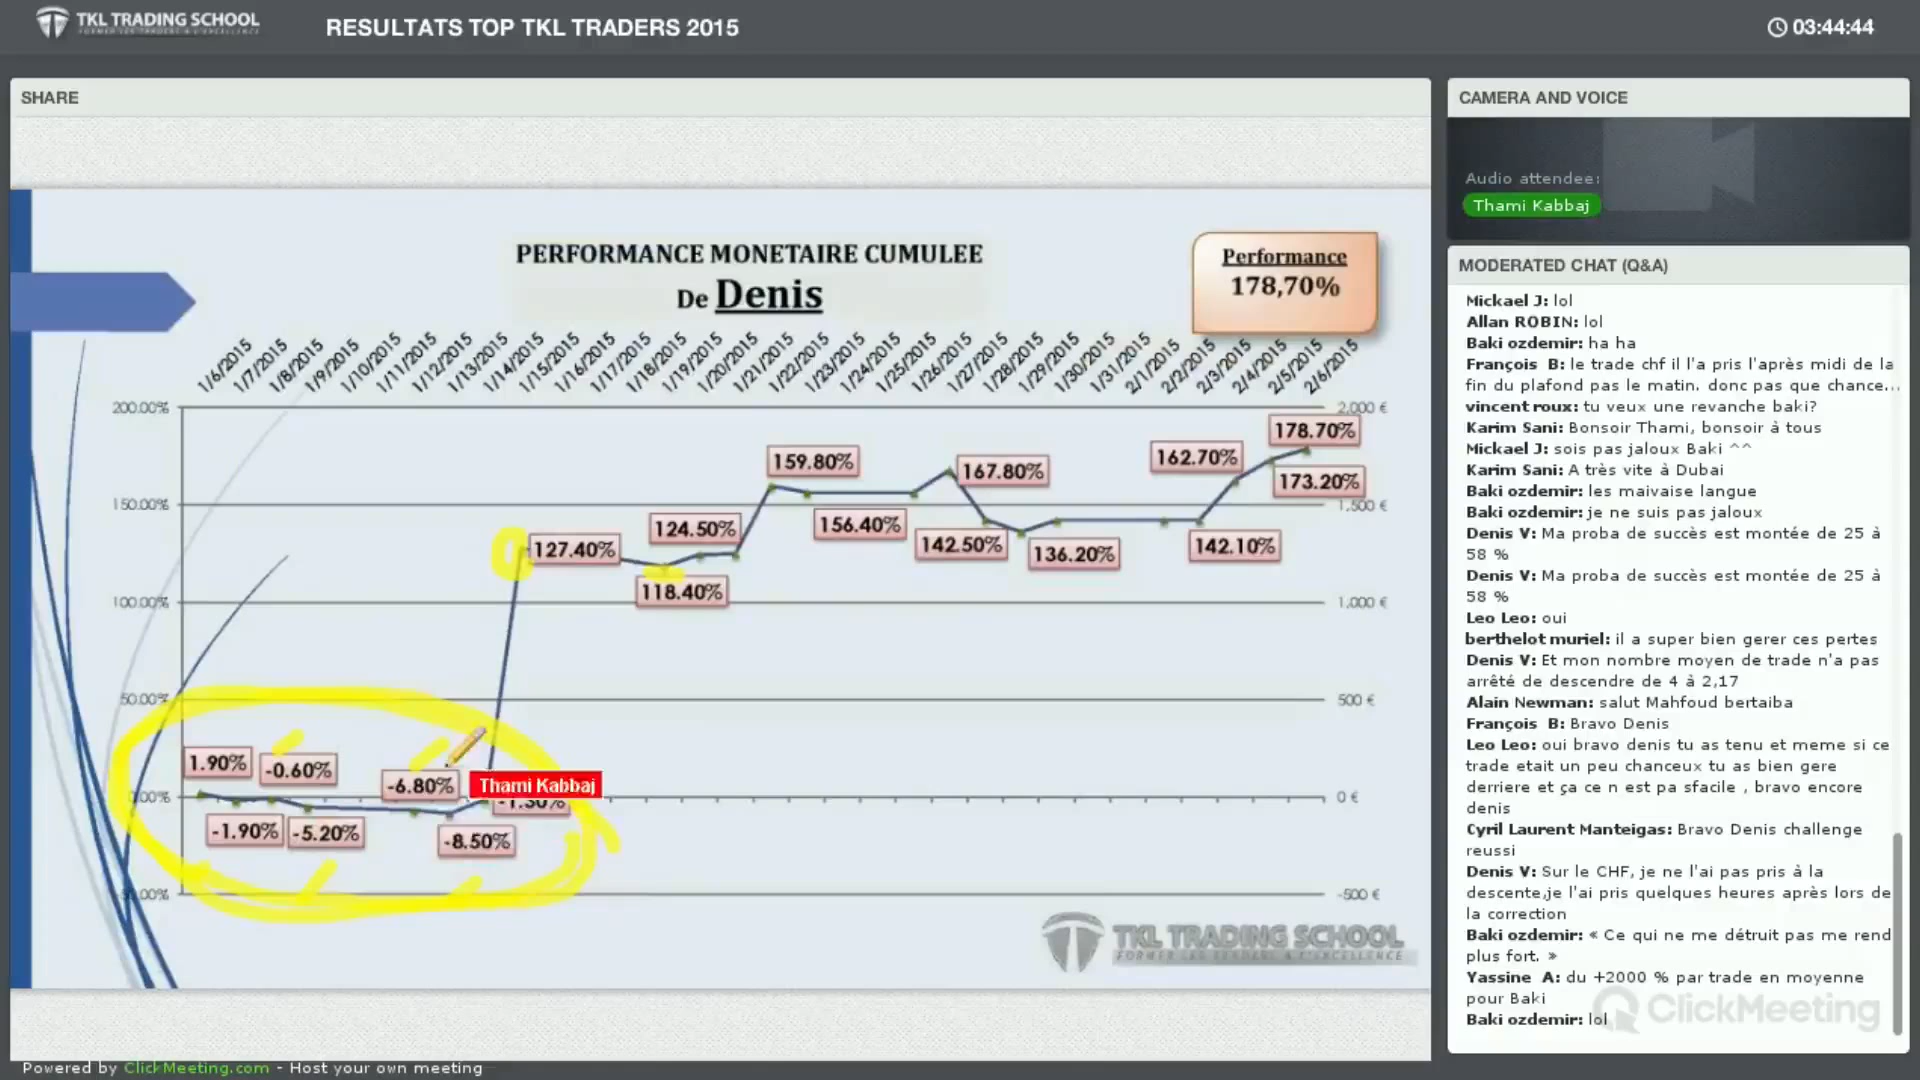 TKL TRADING SCHOOL
FORMER LES TRADERS A L'EXCELLENCE
RESULTATS TOP TKL TRADERS 2015
03:44:44
SHARE
PERFORMANCE MONETAIRE CUMULEE
De Denis
Performance
178,70%
1/6/2015
1/7/2015
1/8/2015
1/9/2015
1/10/2015
1/11/2015
1/12/2015
1/13/2015
1/14/2015
1/15/2015
1/16/2015
1/17/2015
1/18/2015
1/19/2015
1/20/2015
1/21/2015
1/22/2015
1/23/2015
1/24/2015
1/25/2015
1/26/2015
1/27/2015
1/28/2015
1/29/2015
1/30/2015
1/31/2015
2/1/2015
2/2/2015
2/3/2015
2/4/2015
2/5/2015
2/6/2015
200.00%
2,000 €
178.70%
159.80%
167.80%
162.70%
173.20%
150.00%
1,500 €
127.40%
124.50%
156.40%
142.50%
136.20%
142.10%
118.40%
100.00%
1,000 €
50.00%
500 €
1.90%
-0.60%
-6.80%
Thami Kabbaj
-1.30%
0.00%
0 €
-1.90%
-5.20%
-8.50%
-500 €
TKL TRADING SCHOOL
FORMER LES TRADERS A L'EXCELLENCE
CAMERA AND VOICE
Audio attendee:
Thami Kabbaj
MODERATED CHAT (Q&A)
Mickael J: lol
Allan ROBIN: lol
Baki ozdemir: ha ha
François B: le trade chf il l'a pris l'après midi de la
fin du plafond pas le matin. donc pas que chance...
vincent roux: tu veux une revanche baki?
Karim Sani: Bonsoir Thami, bonsoir à tous
Mickael J: sois pas jaloux Baki ^^
Karim Sani: A très vite à Dubai
Baki ozdemir: les maivaise langue
Baki ozdemir: je ne suis pas jaloux
Denis V: Ma proba de succès est montée de 25 à
58 %
Denis V: Ma proba de succès est montée de 25 à
58 %
Leo Leo: oui
berthelot muriel: il a super bien gerer ces pertes
Denis V: Et mon nombre moyen de trade n'a pas
arrêté de descendre de 4 à 2,17
Alain Newman: salut Mahfoud bertaiba
François B: Bravo Denis
Leo Leo: oui bravo denis tu as tenu et meme si ce
trade etait un peu chanceux tu as bien gere
derriere et ça ce n est pa sfacile , bravo encore
denis
Cyril Laurent Manteigas: Bravo Denis challenge
reussi
Denis V: Sur le CHF, je ne l'ai pas pris à la
descente,je l'ai pris quelques heures après lors de
la correction
Baki ozdemir: « Ce qui ne me détruit pas me rend
plus fort. »
Yassine A: du +2000 % par trade en moyenne
pour Baki
Baki ozdemir: lol
ClickMeeting
Powered by ClickMeeting.com - Host your own meeting